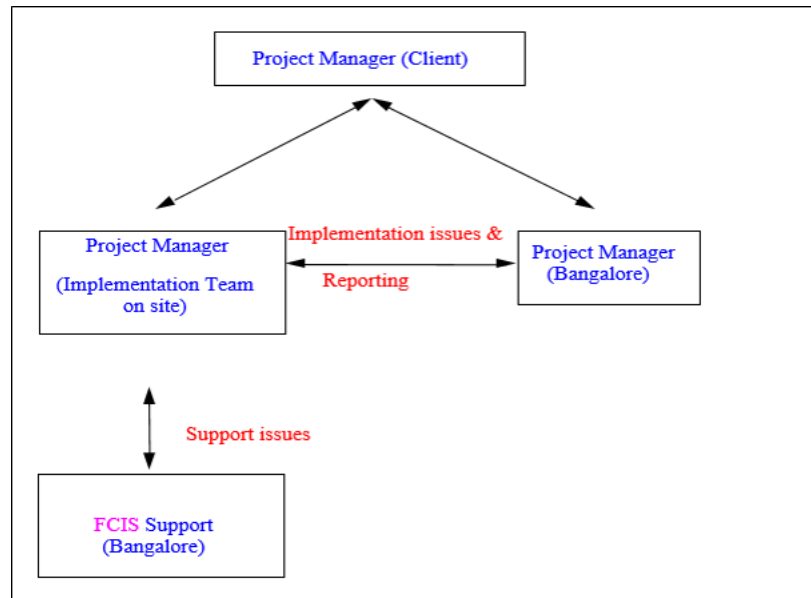 Project Manager (Client)
Project Manager
(Implementation Team
on site)
Implementation issues &
Reporting
Project Manager
(Bangalore)
Support issues
FCIS Support
(Bangalore)